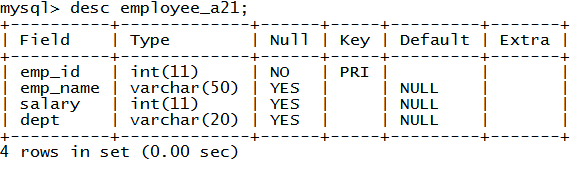 mysql> desc employee_a21;
+-----------+-------------+------+-----+---------+-------+
| Field     | Type        | Null | Key | Default | Extra |
+-----------+-------------+------+-----+---------+-------+
| emp_id    | int(11)     | NO   | PRI |         |       |
| emp_name  | varchar(50) | YES  |     | NULL    |       |
| salary    | int(11)     | YES  |     | NULL    |       |
| dept      | varchar(20) | YES  |     | NULL    |       |
+-----------+-------------+------+-----+---------+-------+
4 rows in set (0.00 sec)